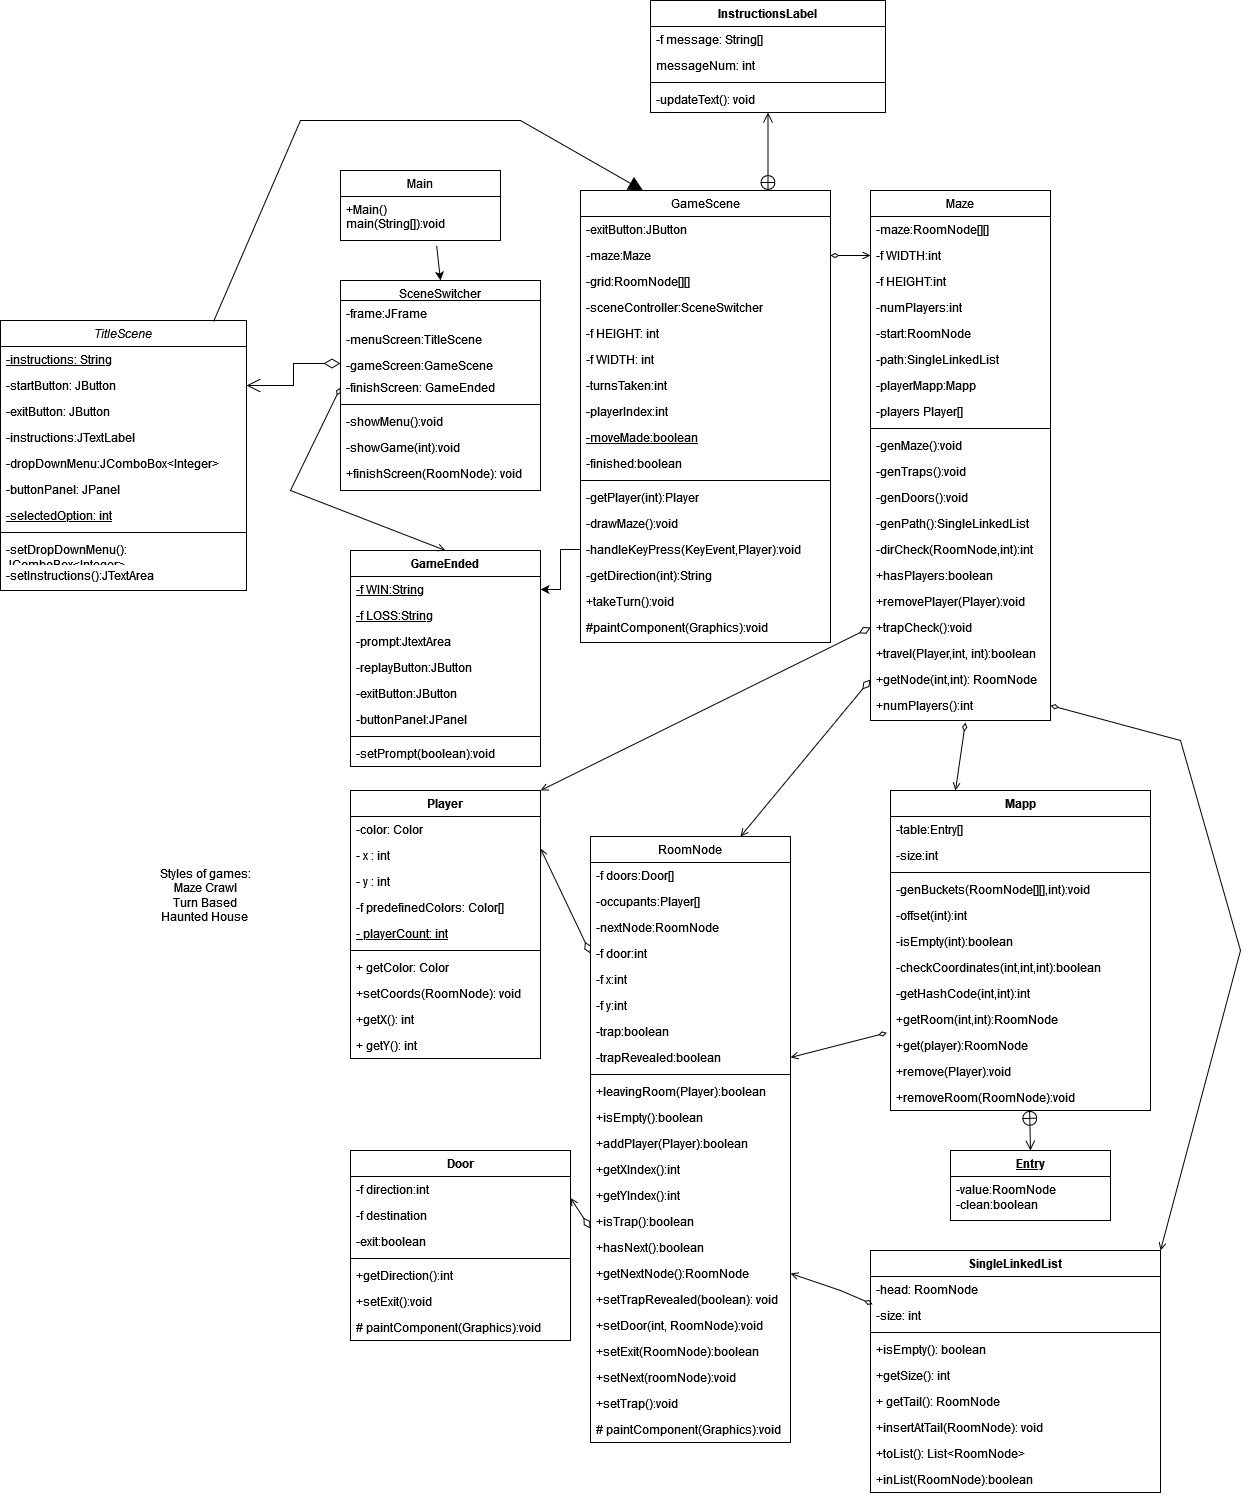 InstructionsLabel
-f message: String[]
messageNum: int
-updateText(): void
Main
+Main()
main(String[]):void
SceneSwitcher
-frame:JFrame
-menuScreen:TitleScene
-gameScreen:GameScene
-finishScreen: GameEnded
-showMenu():void
-showGame(int):void
+finishScreen(RoomNode): void
TitleScene
-instructions: String
-startButton: JButton
-exitButton: JButton
-instructions:JTextLabel
-dropDownMenu:JComboBox<Integer>
-buttonPanel: JPanel
-selectedOption: int
-setDropDownMenu():
JComboBox<Integer>
-setInstructions():JTextArea
GameScene
-exitButton:JButton
-maze:Maze
-grid:RoomNode[][]
-sceneController:SceneSwitcher
-f HEIGHT: int
-f WIDTH: int
-turnsTaken:int
-playerIndex:int
-moveMade:boolean
-finished:boolean
-getPlayer(int):Player
-drawMaze():void
-handleKeyPress(KeyEvent,Player):void
-getDirection(int):String
+takeTurn():void
#paintComponent(Graphics):void
Maze
-maze:RoomNode[][]
-f WIDTH:int
-f HEIGHT:int
-numPlayers:int
-start:RoomNode
-path:SingleLinkedList
-playerMapp:Mapp
-players Player[]
-genMaze():void
-genTraps():void
-genDoors():void
-genPath():SingleLinkedList
-dirCheck(RoomNode,int):int
+hasPlayers:boolean
+removePlayer(Player):void
+trapCheck():void
+travel(Player,int, int):boolean
+getNode(int,int): RoomNode
+numPlayers():int
GameEnded
-f WIN:String
-f LOSS:String
-prompt:JtextArea
-replayButton:JButton
-exitButton:JButton
-buttonPanel:JPanel
-setPrompt(boolean):void
Player
-color: Color
- x : int
- y : int
-f predefinedColors: Color[]
- playerCount: int
+ getColor: Color
+setCoords(RoomNode): void
+getX(): int
+ getY(): int
Styles of games:
Maze Crawl
Turn Based
Haunted House
RoomNode
-f doors:Door[]
-occupants:Player[]
-nextNode:RoomNode
-f door:int
-f x:int
-f y:int
-trap:boolean
-trapRevealed:boolean
+leavingRoom(Player):boolean
+isEmpty():boolean
+addPlayer(Player):boolean
+getXIndex():int
+getYIndex():int
+isTrap():boolean
+hasNext():boolean
+getNextNode():RoomNode
+setTrapRevealed(boolean): void
+setDoor(int, RoomNode):void
+setExit(RoomNode):boolean
+setNext(roomNode):void
+setTrap():void
# paintComponent(Graphics):void
Mapp
-table:Entry[]
-size:int
-genBuckets(RoomNode[][],int):void
-offset(int):int
-isEmpty(int):boolean
-checkCoordinates(int,int,int):boolean
-getHashCode(int,int):int
+getRoom(int,int):RoomNode
+get(player):RoomNode
+remove(Player):void
+removeRoom(RoomNode):void
Entry
-value:RoomNode
-clean:boolean
Door
-f direction:int
-f destination
-exit:boolean
+getDirection():int
+setExit():void
# paintComponent(Graphics):void
SingleLinkedList
-head: RoomNode
-size: int
+isEmpty(): boolean
+getSize(): int
+ getTail(): RoomNode
+insertAtTail(RoomNode): void
+toList(): List<RoomNode>
+inList(RoomNode):boolean